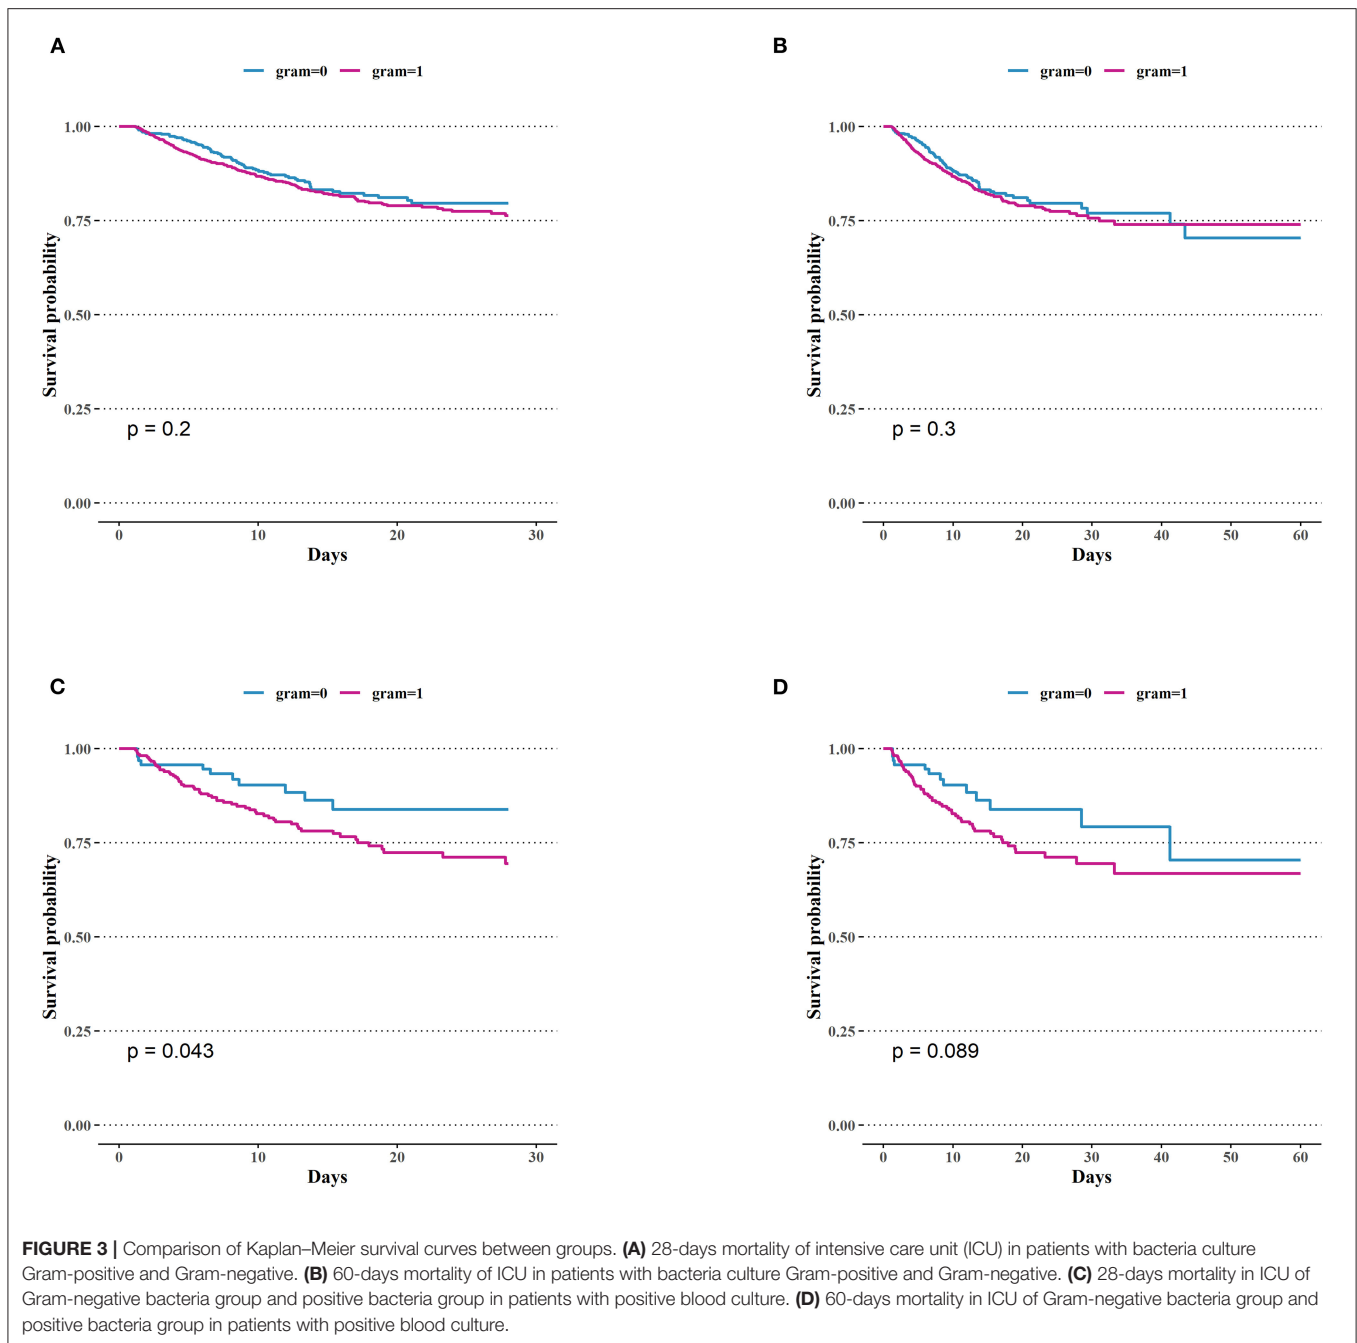 A
gram=0 gram=1
1.00
0.75
0.50
0.25
0.00
Survival probability
p = 0.2
0 10 20 30
Days
B
gram=0 gram=1
1.00
0.75
0.50
0.25
0.00
Survival probability
p = 0.3
0 10 20 30 40 50 60
Days
C
gram=0 gram=1
1.00
0.75
0.50
0.25
0.00
Survival probability
p = 0.043
0 10 20 30
Days
D
gram=0 gram=1
1.00
0.75
0.50
0.25
0.00
Survival probability
p = 0.089
0 10 20 30 40 50 60
Days
FIGURE 3 | Comparison of Kaplan–Meier survival curves between groups. (A) 28-days mortality of intensive care unit (ICU) in patients with bacteria culture
Gram-positive and Gram-negative. (B) 60-days mortality of ICU in patients with bacteria culture Gram-positive and Gram-negative. (C) 28-days mortality in ICU of
Gram-negative bacteria group and positive bacteria group in patients with positive blood culture. (D) 60-days mortality in ICU of Gram-negative bacteria group and
positive bacteria group in patients with positive blood culture.